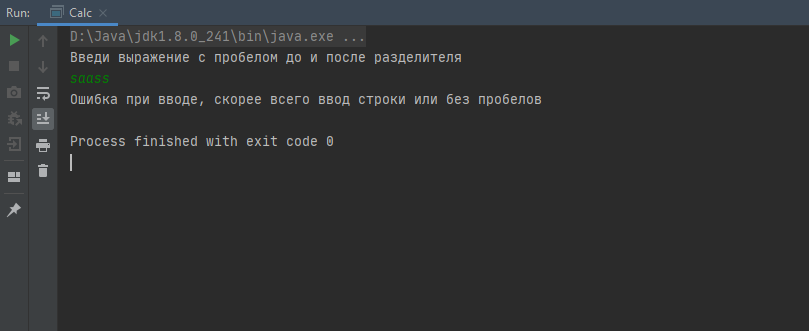 Run: Calc
D:\Java\jdk1.8.0_241\bin\java.exe ...
Введи выражение с пробелом до и после разделителя
saass
Ошибка при вводе, скорее всего ввод строки или без пробелов
Process finished with exit code 0